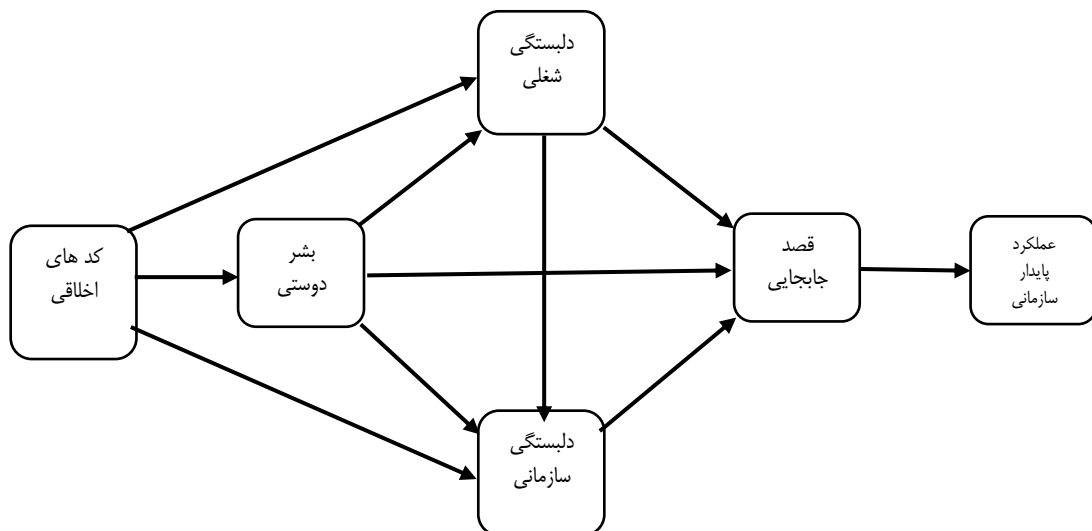 دلبستگی
شغلی
کد های
اخلاقی
بشر
دوستی
قصد
جابجایی
عملکرد
پایدار
سازمانی
دلبستگی
سازمانی